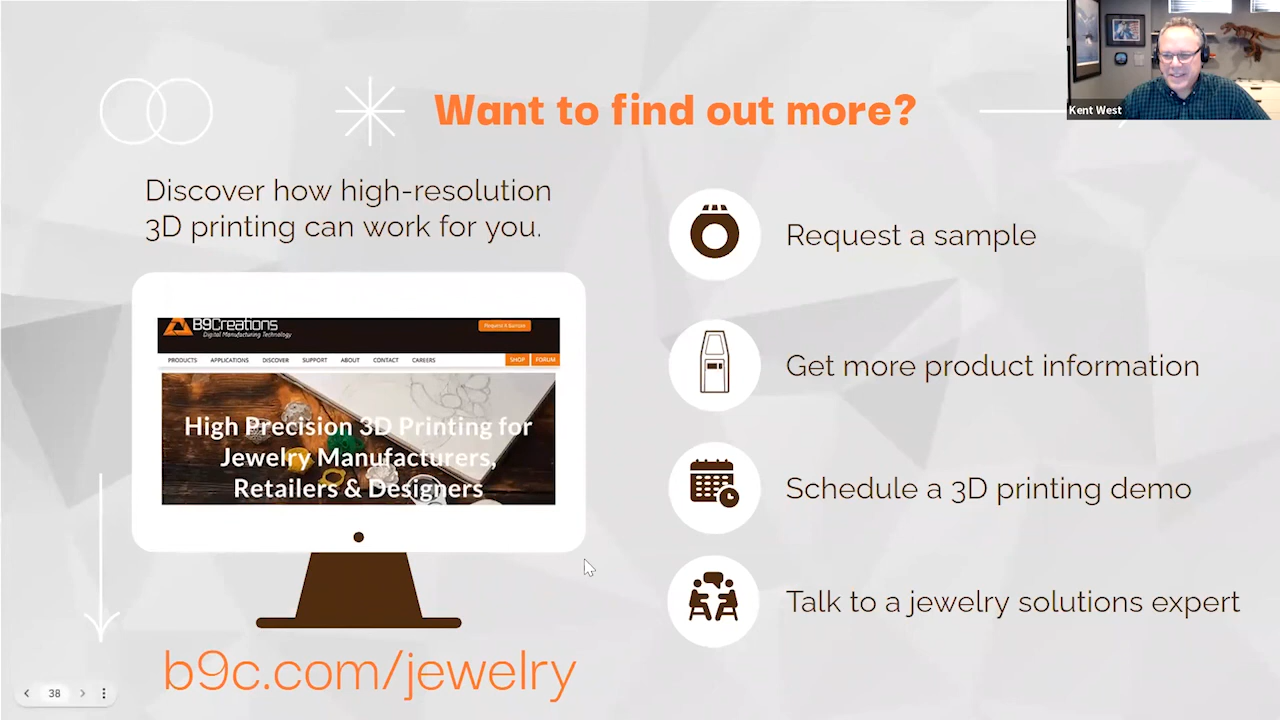 Kent West
Want to find out more?
Discover how high-resolution
3D printing can work for you.
B9Creations
Digital Manufacturing Technology
Request A Sample
PRODUCTS APPLICATIONS DISCOVER SUPPORT ABOUT CONTACT CAREERS SHOP FORUM
High Precision 3D Printing for
Jewelry Manufacturers,
Retailers & Designers
b9c.com/jewelry
Request a sample
Get more product information
Schedule a 3D printing demo
Talk to a jewelry solutions expert
38